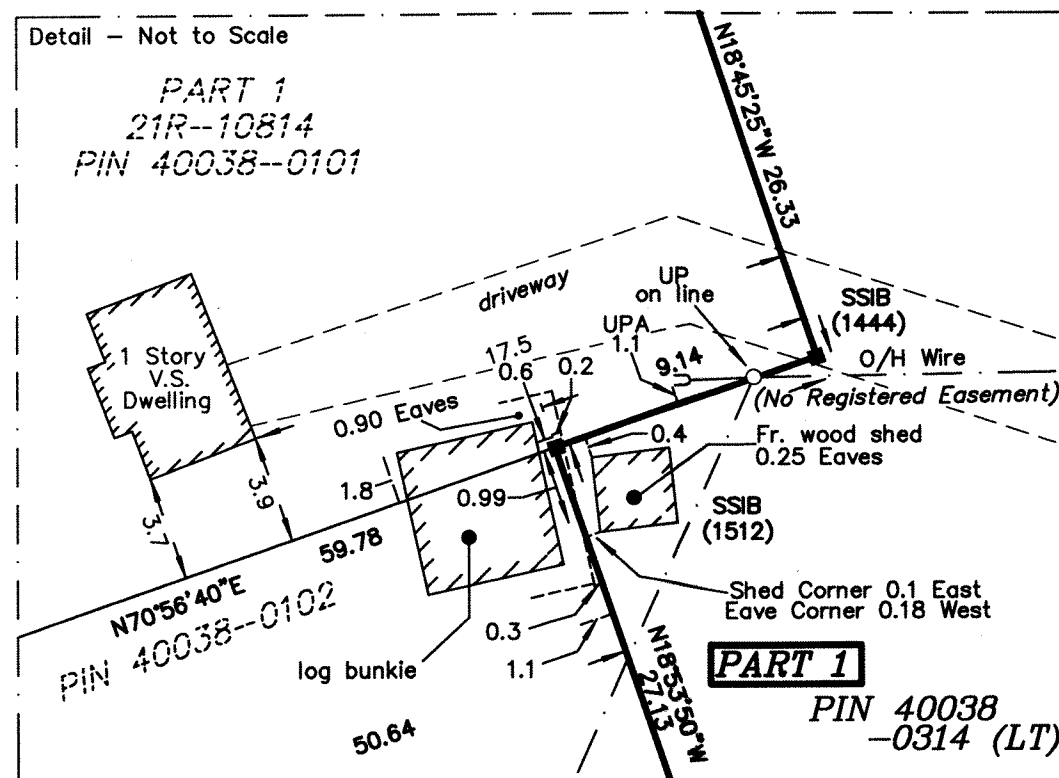 Detail – Not to Scale
PART 1
21R--10814
PIN 40038--0101
N18°45'25"W 26.33
driveway
UP
on line
SSIB
(1444)
UPA
1.1
9.14
O/H Wire
(No Registered Easement)
17.5
0.6
0.2
1 Story
V.S.
Dwelling
0.90 Eaves
0.4
Fr. wood shed
0.25 Eaves
1.8
0.99
SSIB
(1512)
3.9
3.7
59.78
N70°56'40"E
PIN 40038--0102
Shed Corner 0.1 East
Eave Corner 0.18 West
0.3
1.1
log bunkie
N18°53'50"W
27.13
PART 1
PIN 40038
-0314 (LT)
50.64